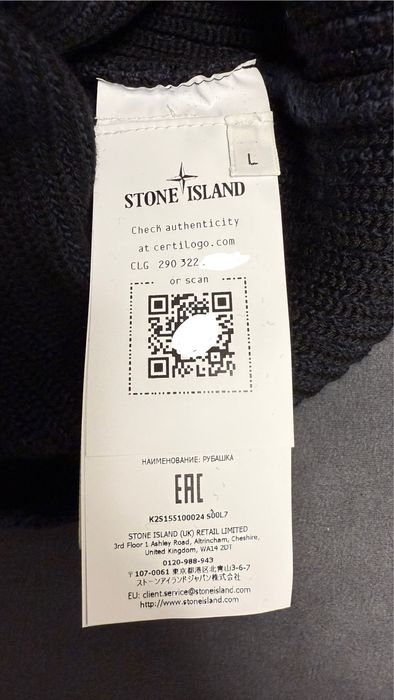 L
STONE ISLAND
Check authenticity
at certilogo.com
CLG 290 322
or scan
НАИМЕНОВАНИЕ: РУБАШКА
EAC
K2S155100024 S00L7
STONE ISLAND (UK) RETAIL LIMITED
3rd Floor 1 Ashley Road, Altrincham, Cheshire,
United Kingdom, WA14 2DT
0120-988-943
〒107-0061 東京都港区北青山3-6-7
ストーンアイランドジャパン株式会社
EU: client.service@stoneisland.com
http://www.stoneisland.com